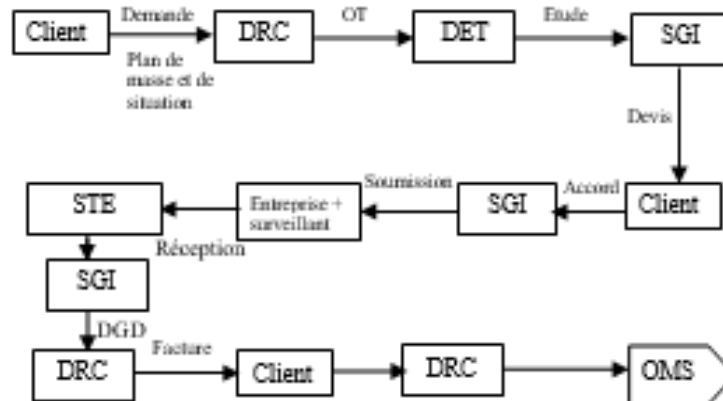 Client
Demande
Plan de
masse et de
situation
DRC
OT
DET
Etude
SGI
Devis
Client
Accord
SGI
Soumission
Entreprise +
surveillant
STE
Réception
SGI
DGD
DRC
Facture
Client
DRC
OMS